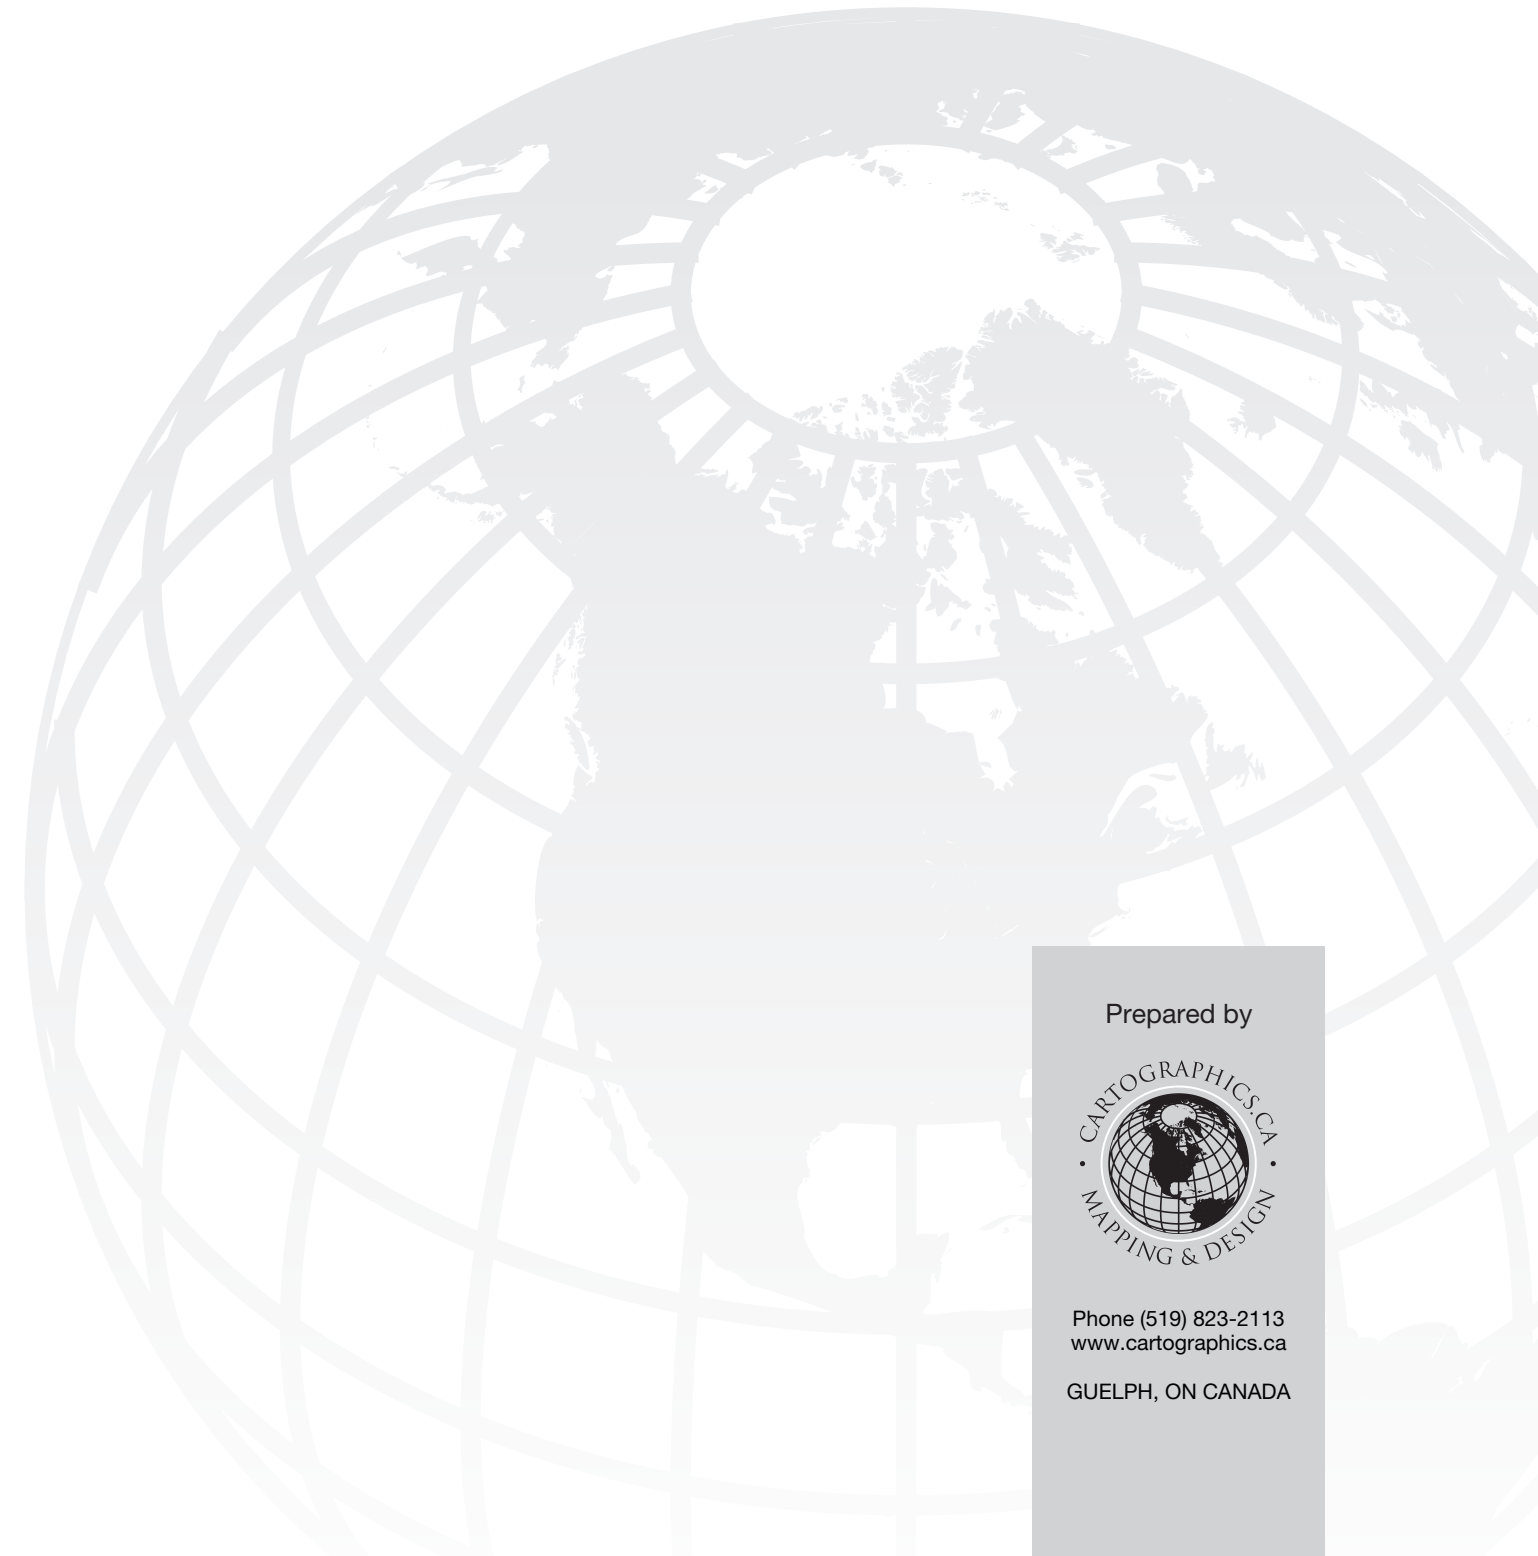 Prepared by
CARTOGRAPHICS.CA
• MAPPING & DESIGN •
Phone (519) 823-2113
www.cartographics.ca
GUELPH, ON CANADA